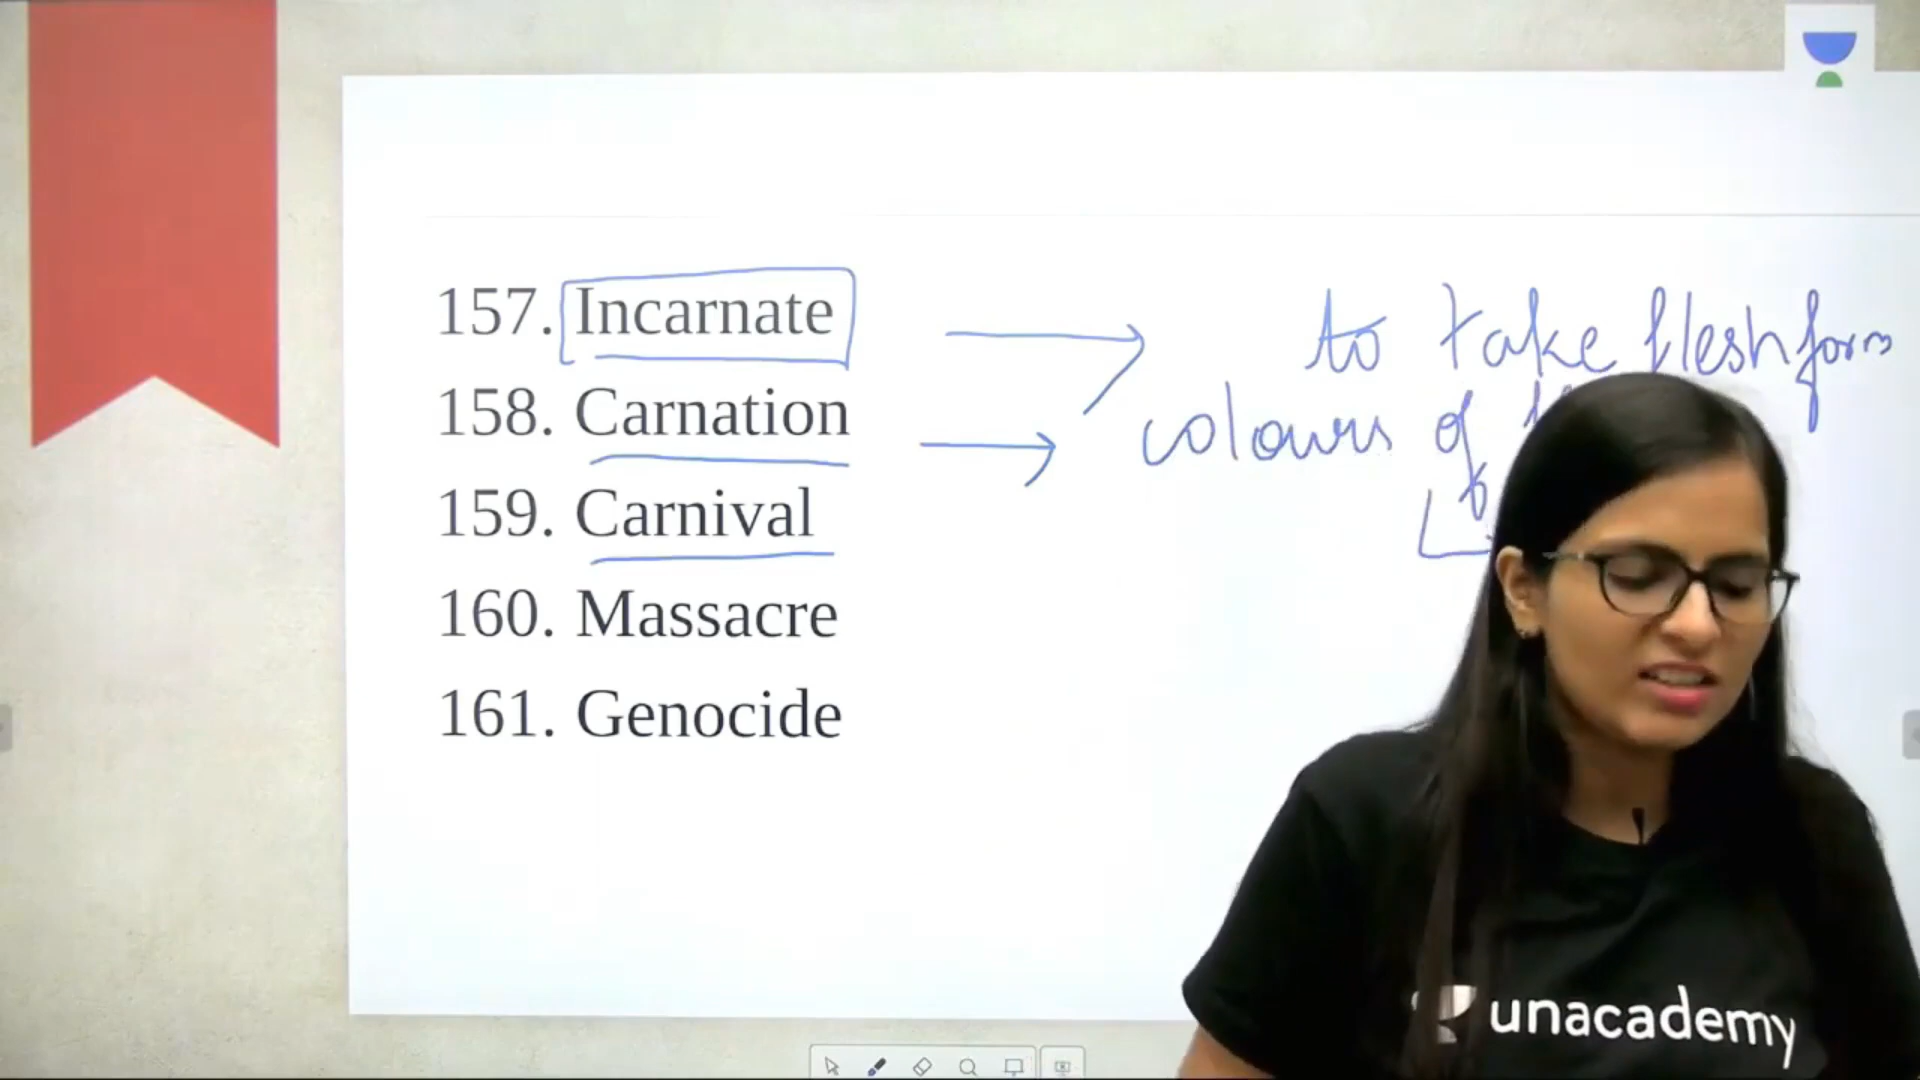 157. Incarnate
to take flesh form
158. Carnation
colours of
159. Carnival
160. Massacre
161. Genocide
unacademy